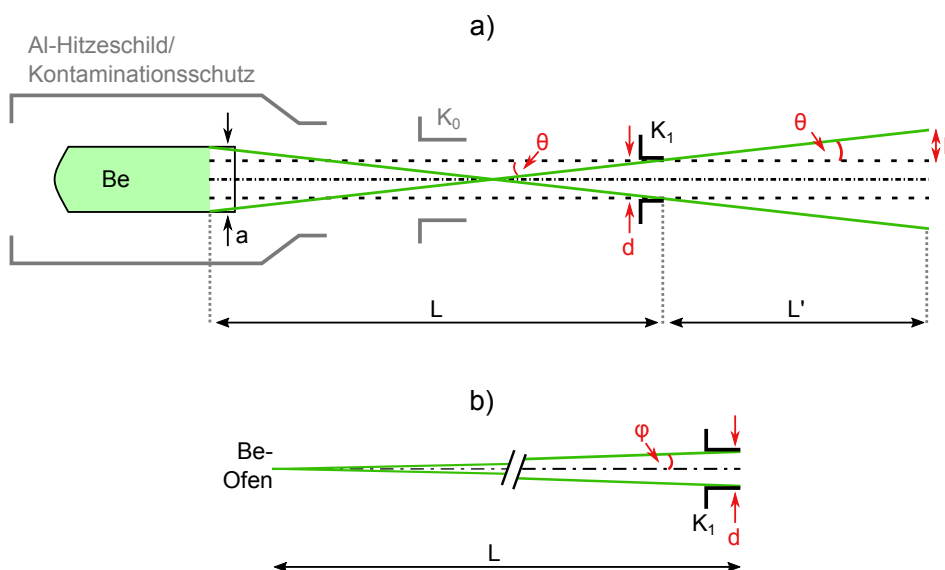 a)
Al-Hitzeschild/
Kontaminationsschutz
K₀
K₁
θ
θ
Be
a
d
L
L'
b)
Be-
Ofen
φ
K₁
d
L